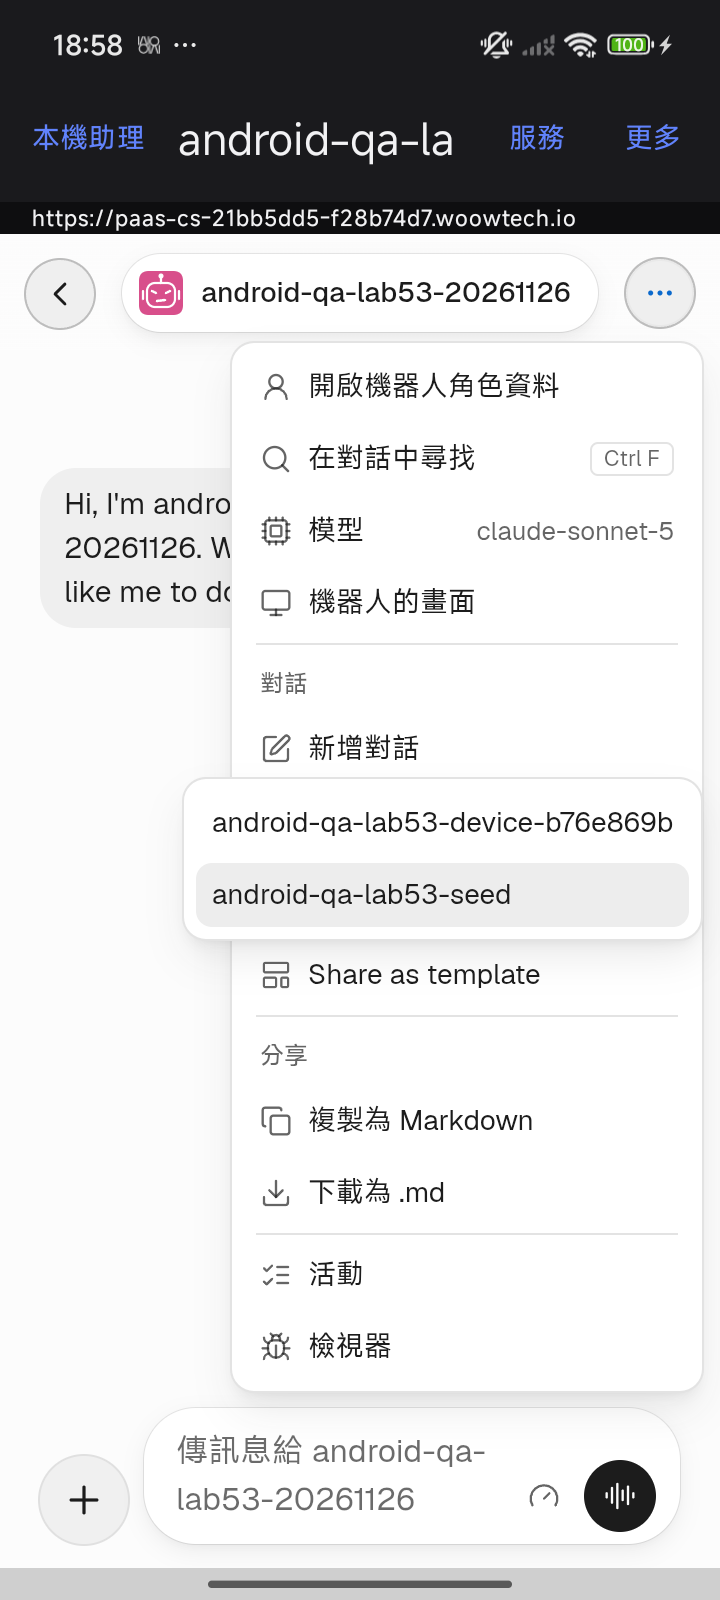 18:58
100
本機助理 android-qa-la 服務 更多
https://paas-cs-21bb5dd5-f28b74d7.woowtech.io
android-qa-lab53-20261126
開啟機器人角色資料
在對話中尋找 Ctrl F
模型 claude-sonnet-5
機器人的畫面
Hi, I'm andro
20261126. W
like me to do
對話
新增對話
android-qa-lab53-device-b76e869b
android-qa-lab53-seed
Share as template
分享
複製為 Markdown
下載為 .md
活動
檢視器
傳訊息給 android-qa-
lab53-20261126